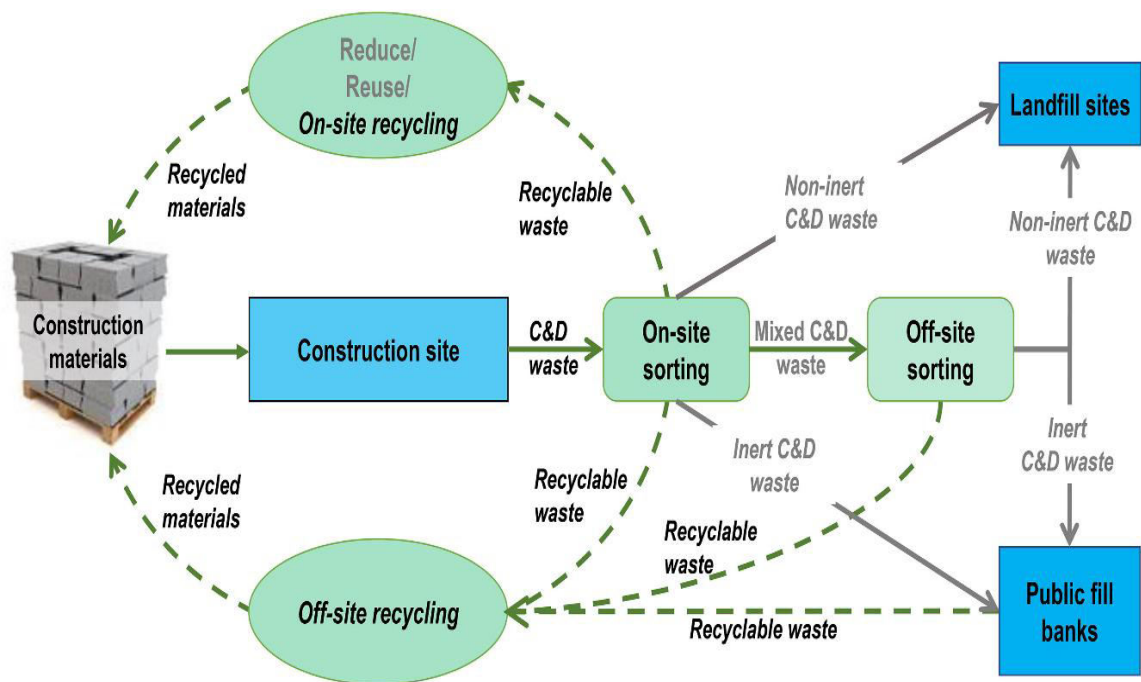 Reduce/
Reuse/
On-site recycling
Landfill sites
Recycled
materials
Recyclable
waste
Non-inert
C&D waste
Non-inert C&D
waste
Construction
materials
Construction site
C&D
waste
On-site
sorting
Mixed C&D
waste
Off-site
sorting
Inert C&D
waste
Inert
C&D waste
Recycled
materials
Recyclable
waste
Recyclable
waste
Off-site recycling
Recyclable waste
Public fill
banks